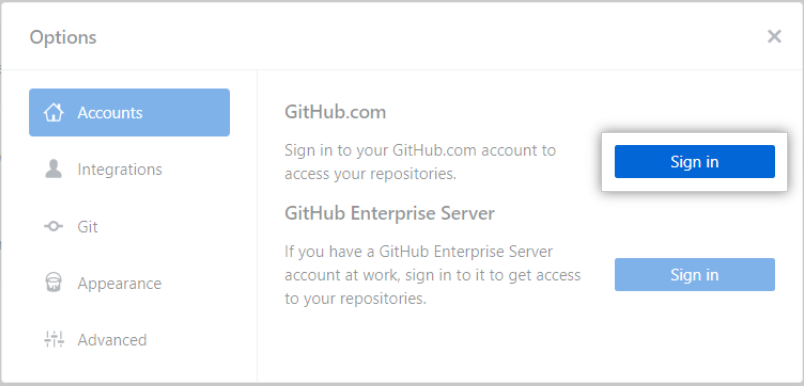 Options
Accounts
Integrations
Git
Appearance
Advanced
GitHub.com
Sign in to your GitHub.com account to
access your repositories.
Sign in
GitHub Enterprise Server
If you have a GitHub Enterprise Server
account at work, sign in to it to get access
to your repositories.
Sign in